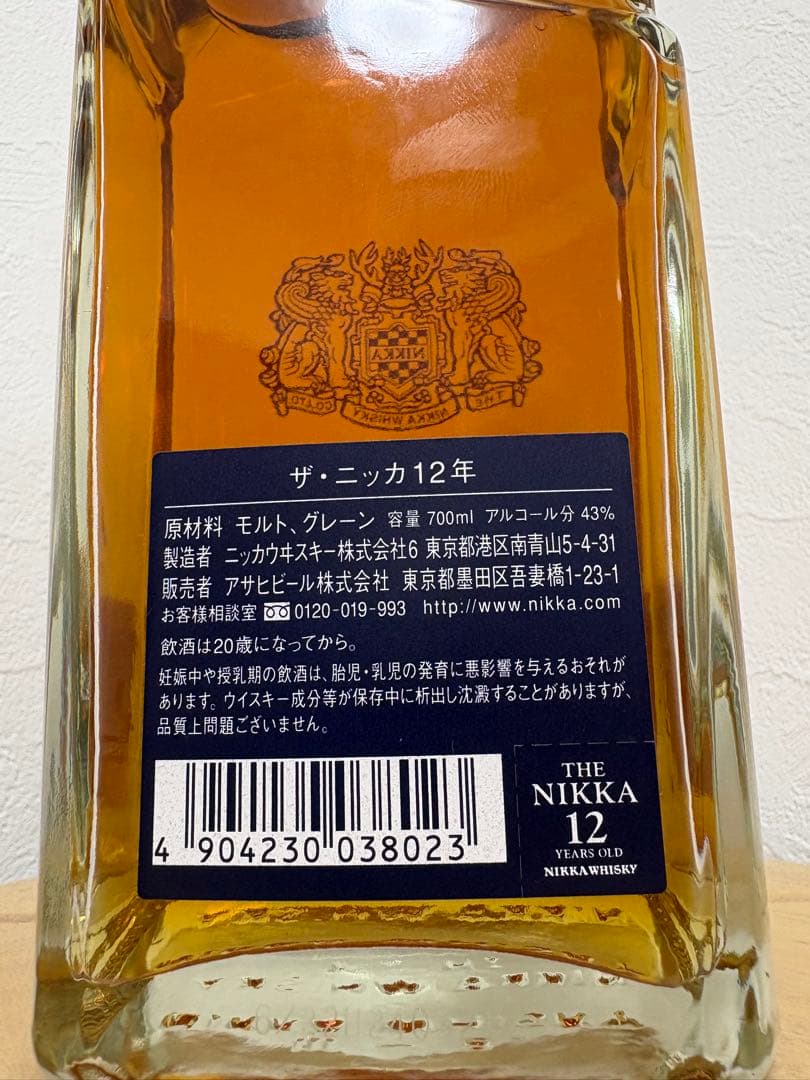 NIKKA
THE NIKKA WHISKY CO.,LTD.
ザ・ニッカ12年
原材料 モルト、グレーン 容量 700ml アルコール分 43%
製造者 ニッカウヰスキー株式会社6 東京都港区南青山5-4-31
販売者 アサヒビール株式会社 東京都墨田区吾妻橋1-23-1
お客様相談室 0120-019-993 http://www.nikka.com
飲酒は20歳になってから。
妊娠中や授乳期の飲酒は、胎児・乳児の発育に悪影響を与えるおそれが
あります。ウイスキー成分等が保存中に析出し沈澱することがありますが、
品質上問題ございません。
4 904230 038023
THE
NIKKA
12
YEARS OLD
NIKKA WHISKY